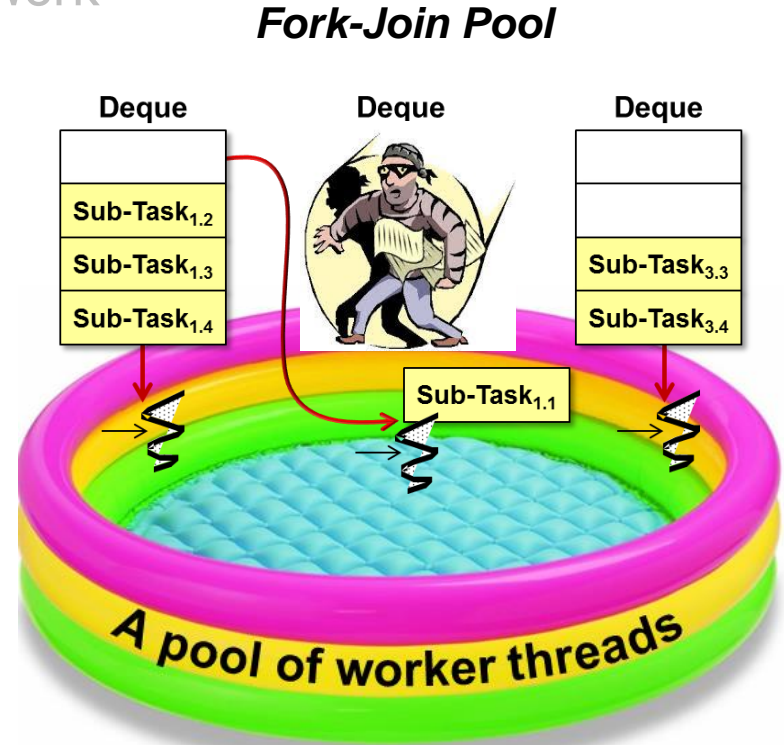 Fork-Join Pool
Deque Deque Deque
Sub-Task1.2
Sub-Task1.3 Sub-Task3.3
Sub-Task1.4 Sub-Task3.4
Sub-Task1.1
A pool of worker threads